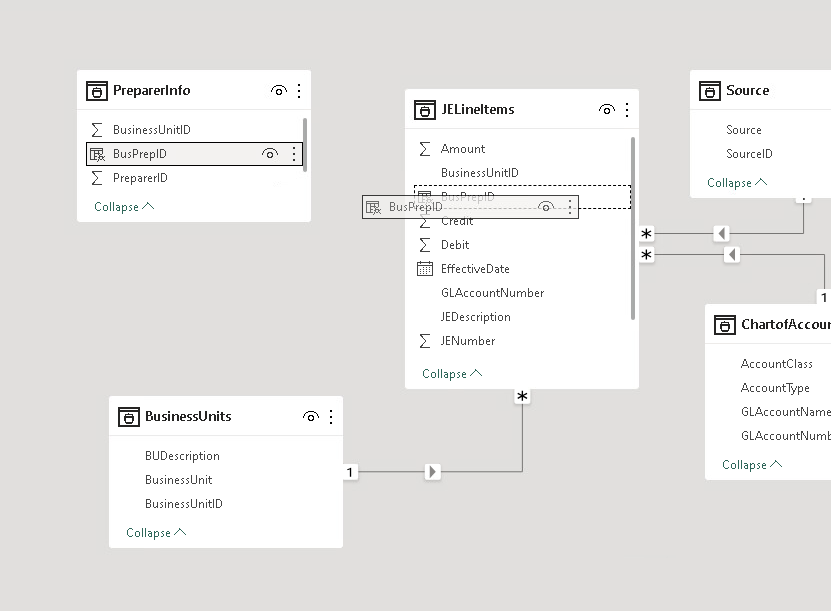 PreparerInfo
BusinessUnitID
BusPrepID
PreparerID
Collapse
JELineItems
Amount
BusinessUnitID
BusPrepID
BusPrepID
Credit
Debit
EffectiveDate
GLAccountNumber
JEDescription
JENumber
Collapse
*
Source
Source
SourceID
Collapse
*
*
1
ChartofAccou
AccountClass
AccountType
GLAccountName
GLAccountNumb
Collapse
BusinessUnits
BUDescription
BusinessUnit
BusinessUnitID
Collapse
1